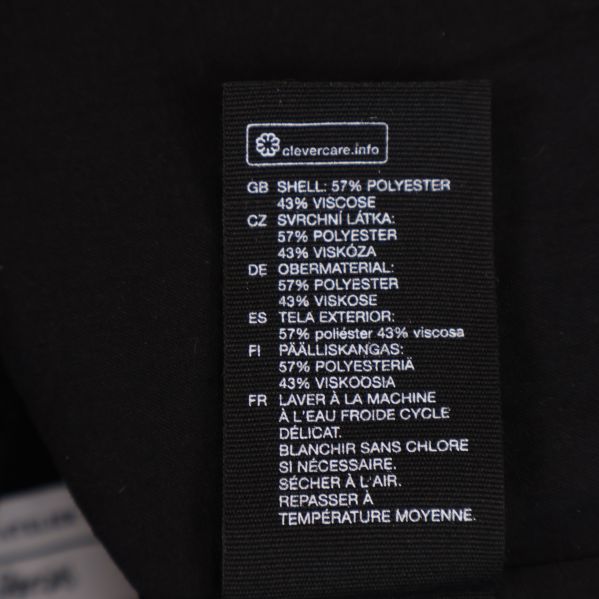 clevercare.info
GB SHELL: 57% POLYESTER
43% VISCOSE
CZ SVRCHNÍ LÁTKA:
57% POLYESTER
43% VISKÓZA
DE OBERMATERIAL:
57% POLYESTER
43% VISKOSE
ES TELA EXTERIOR:
57% poliéster 43% viscosa
FI PÄÄLLISKANGAS:
57% POLYESTERIÄ
43% VISKOOSIA
FR LAVER À LA MACHINE
À L'EAU FROIDE CYCLE
DÉLICAT.
BLANCHIR SANS CHLORE
SI NÉCESSAIRE.
SÉCHER À L'AIR.
REPASSER À
TEMPÉRATURE MOYENNE.